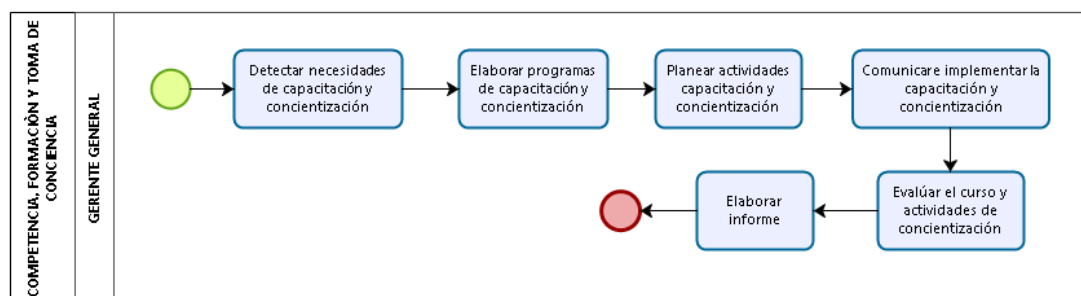 COMPETENCIA, FORMACIÒN Y TOMA DE
CONCIENCIA
GERENTE GENERAL
Detectar necesidades
de capacitación y
concientización
Elaborar programas
de capacitación y
concientización
Planear actividades
capacitación y
concientización
Comunicare implementar la
capacitación y
concientización
Evalúar el curso y
actividades de
concientización
Elaborar
informe